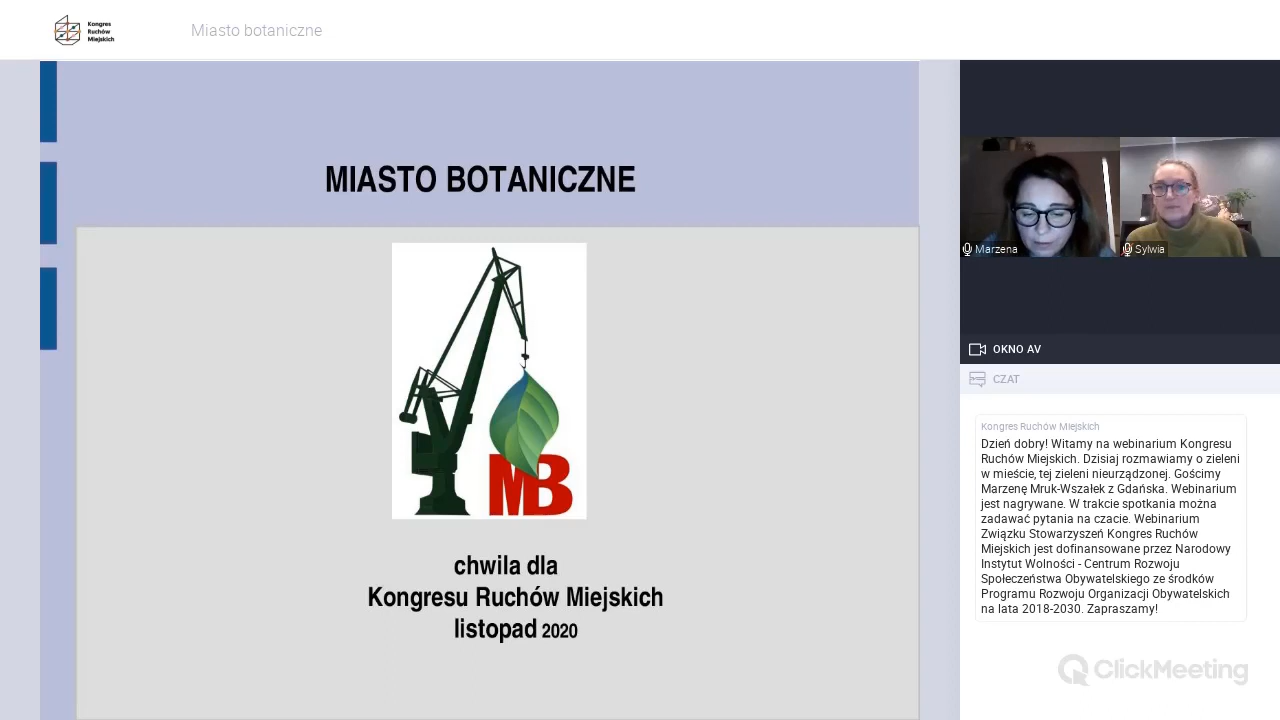 Kongres
Ruchów
Miejskich
Miasto botaniczne
MIASTO BOTANICZNE
MB
chwila dla
Kongresu Ruchów Miejskich
listopad 2020
Marzena
Sylwia
OKNO AV
CZAT
Kongres Ruchów Miejskich
Dzień dobry! Witamy na webinarium Kongresu
Ruchów Miejskich. Dzisiaj rozmawiamy o zieleni
w mieście, tej zieleni nieurządzonej. Gościmy
Marzenę Mruk-Wszałek z Gdańska. Webinarium
jest nagrywane. W trakcie spotkania można
zadawać pytania na czacie. Webinarium
Związku Stowarzyszeń Kongres Ruchów
Miejskich jest dofinansowane przez Narodowy
Instytut Wolności - Centrum Rozwoju
Społeczeństwa Obywatelskiego ze środków
Programu Rozwoju Organizacji Obywatelskich
na lata 2018-2030. Zapraszamy!
ClickMeeting